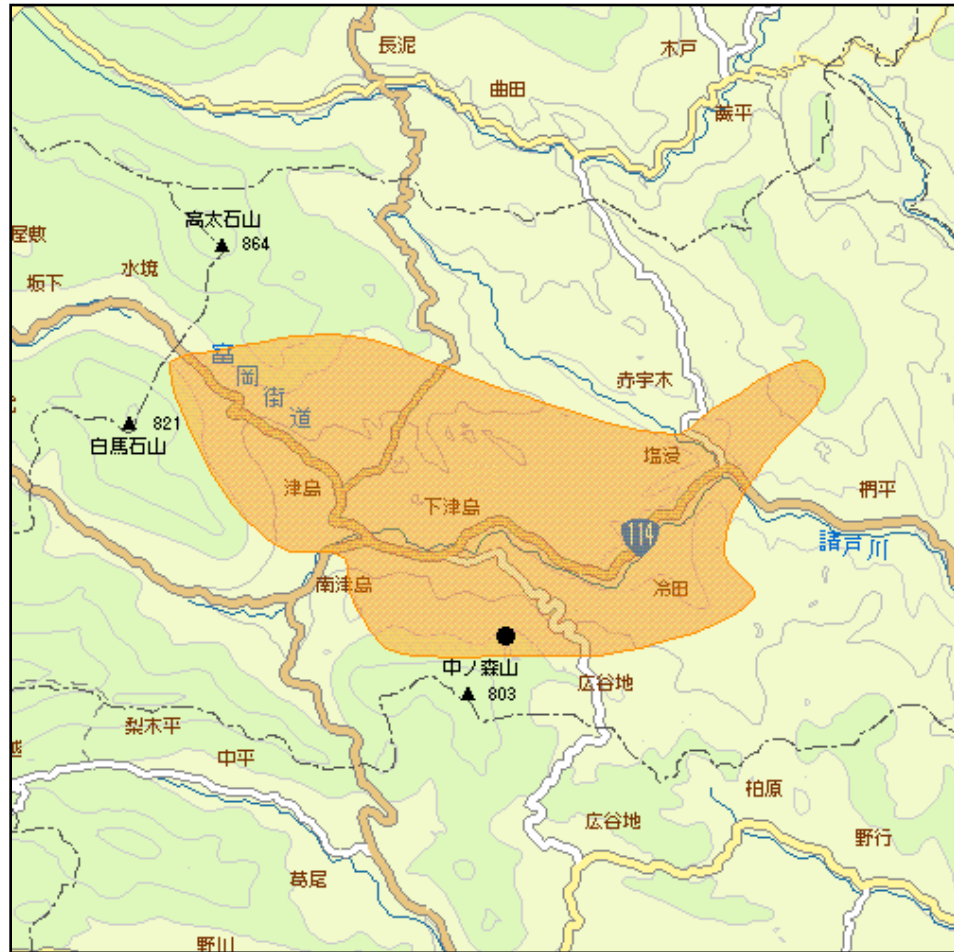 長泥
木戸
曲田
蕨平
高太石山
864
屋敷
水境
坂下
富岡街道
赤宇木
821
白馬石山
塩浸
津島
下津島
椚平
114
諸戸川
南津島
冷田
中ノ森山
803
広谷地
梨木平
中平
柏原
広谷地
野行
葛尾
野川